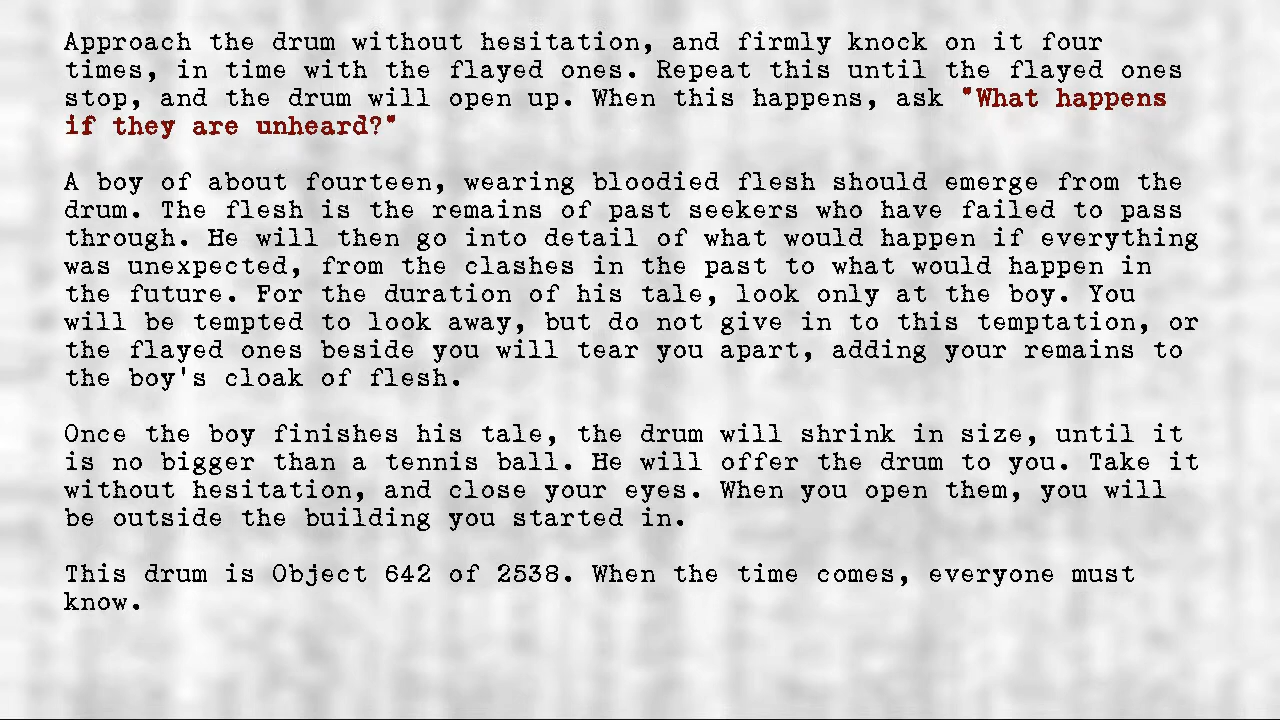 Approach the drum without hesitation, and firmly knock on it four
times, in time with the flayed ones. Repeat this until the flayed ones
stop, and the drum will open up. When this happens, ask "What happens
if they are unheard?"
A boy of about fourteen, wearing bloodied flesh should emerge from the
drum. The flesh is the remains of past seekers who have failed to pass
through. He will then go into detail of what would happen if everything
was unexpected, from the clashes in the past to what would happen in
the future. For the duration of his tale, look only at the boy. You
will be tempted to look away, but do not give in to this temptation, or
the flayed ones beside you will tear you apart, adding your remains to
the boy's cloak of flesh.
Once the boy finishes his tale, the drum will shrink in size, until it
is no bigger than a tennis ball. He will offer the drum to you. Take it
without hesitation, and close your eyes. When you open them, you will
be outside the building you started in.
This drum is Object 642 of 2538. When the time comes, everyone must
know.